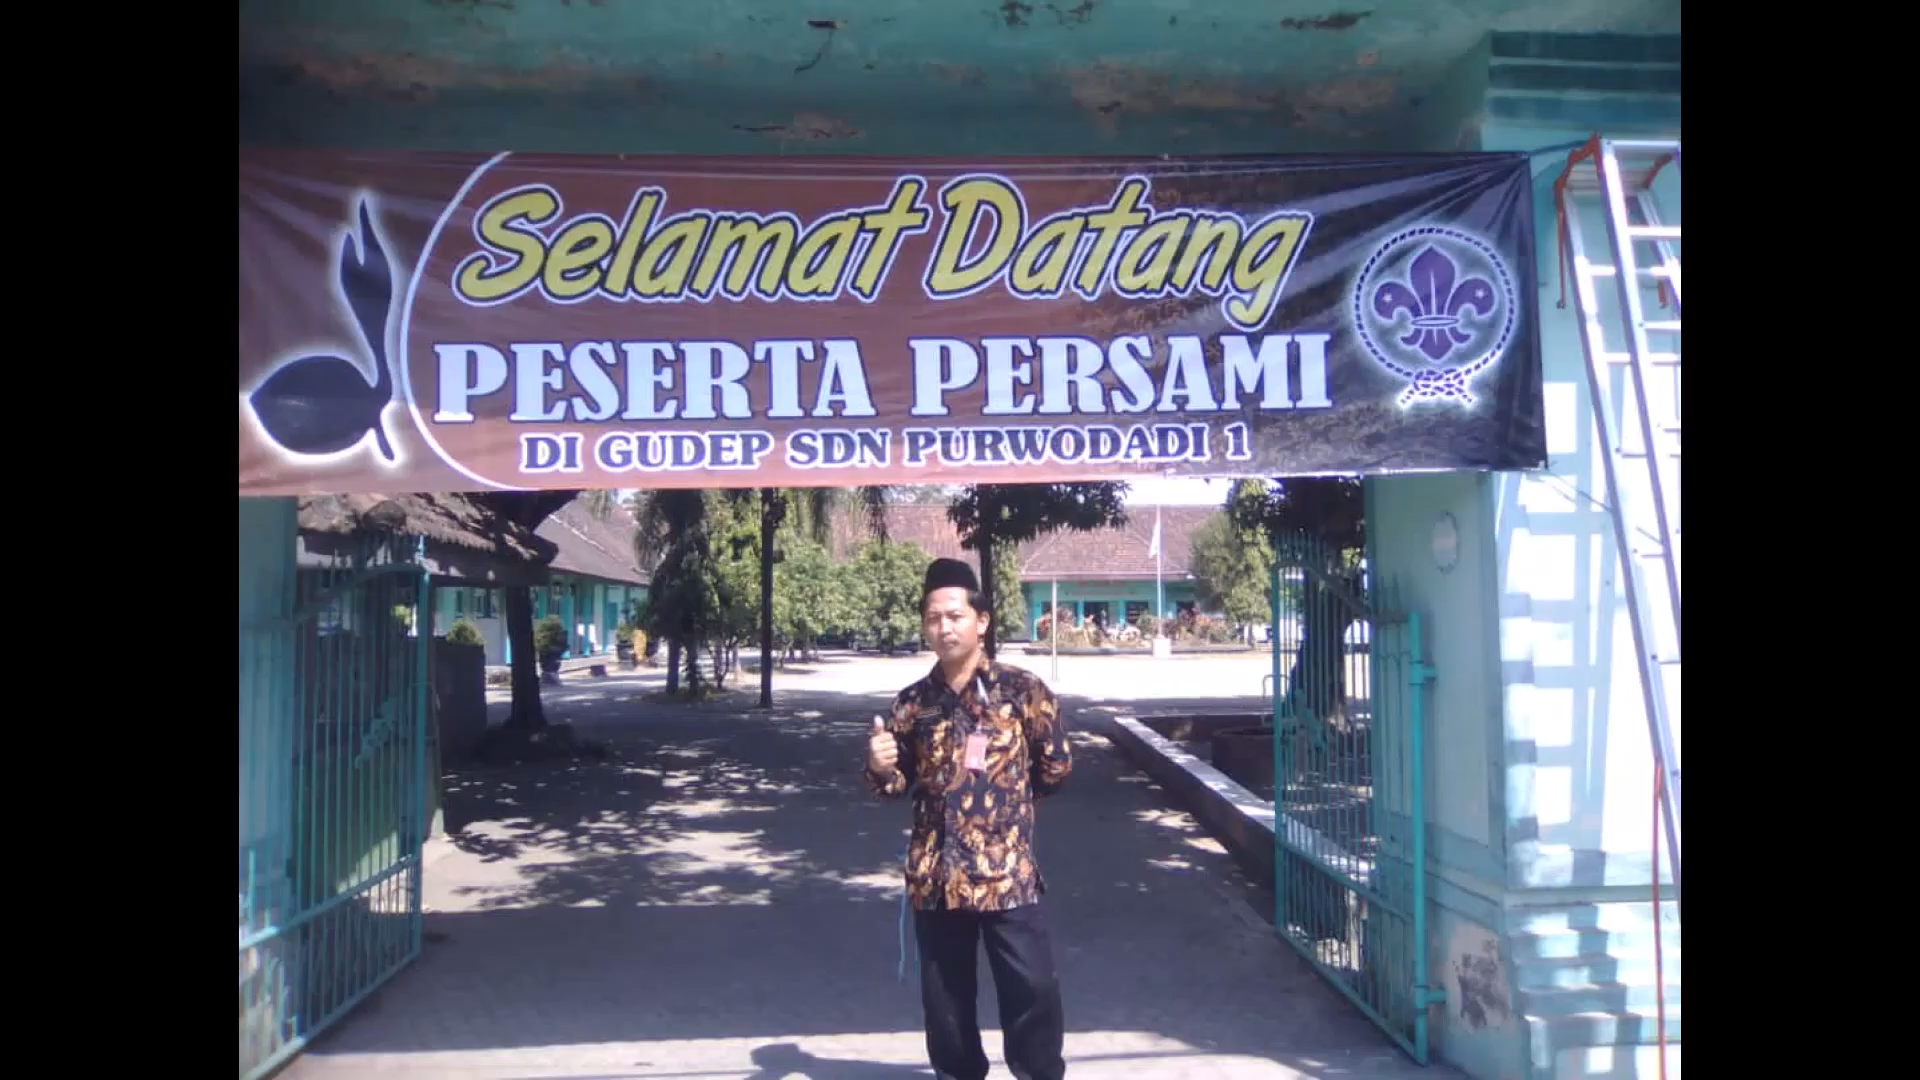 Selamat Datang
PESERTA PERSAMI
DI GUDEP SDN PURWODADI 1